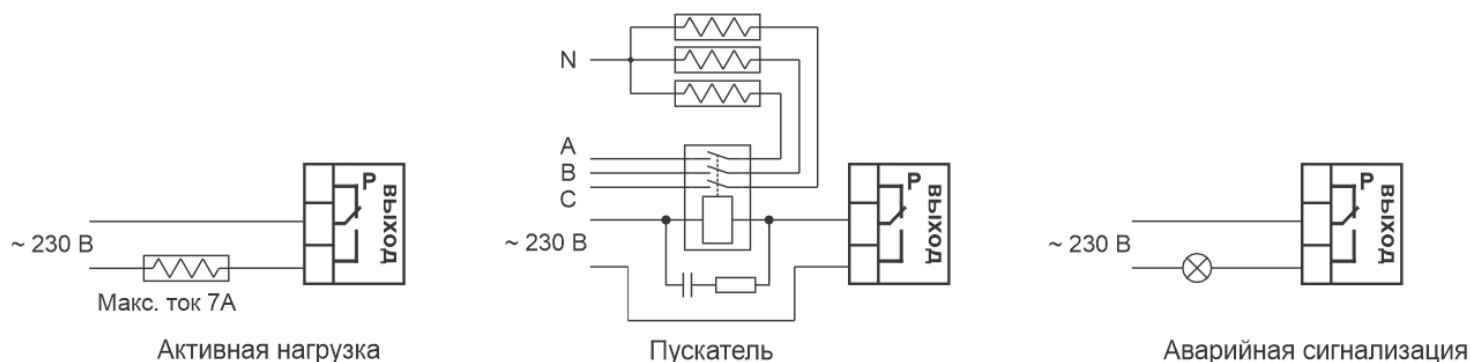 ~ 230 В
Макс. ток 7А
Р
ВЫХОД
Активная нагрузка
N
A
B
C
~ 230 В
Р
ВЫХОД
Пускатель
~ 230 В
Р
ВЫХОД
Аварийная сигнализация